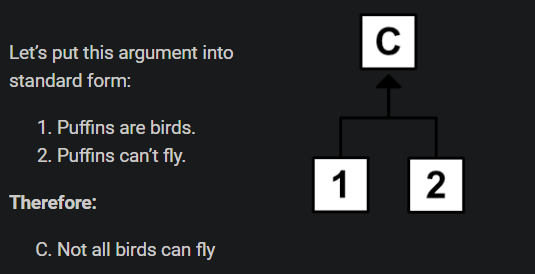 Let’s put this argument into
standard form:
1. Puffins are birds.
2. Puffins can’t fly.
Therefore:
C. Not all birds can fly
C
1
2